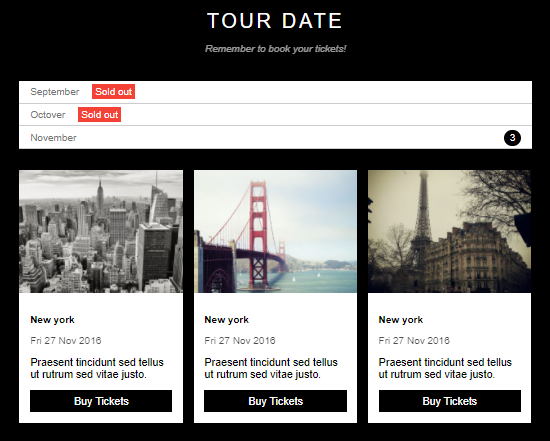 TOUR DATE
Remember to book your tickets!
September Sold out
Octover Sold out
November 3
New york
Fri 27 Nov 2016
Praesent tincidunt sed tellus
ut rutrum sed vitae justo.
Buy Tickets
New york
Fri 27 Nov 2016
Praesent tincidunt sed tellus
ut rutrum sed vitae justo.
Buy Tickets
New york
Fri 27 Nov 2016
Praesent tincidunt sed tellus
ut rutrum sed vitae justo.
Buy Tickets